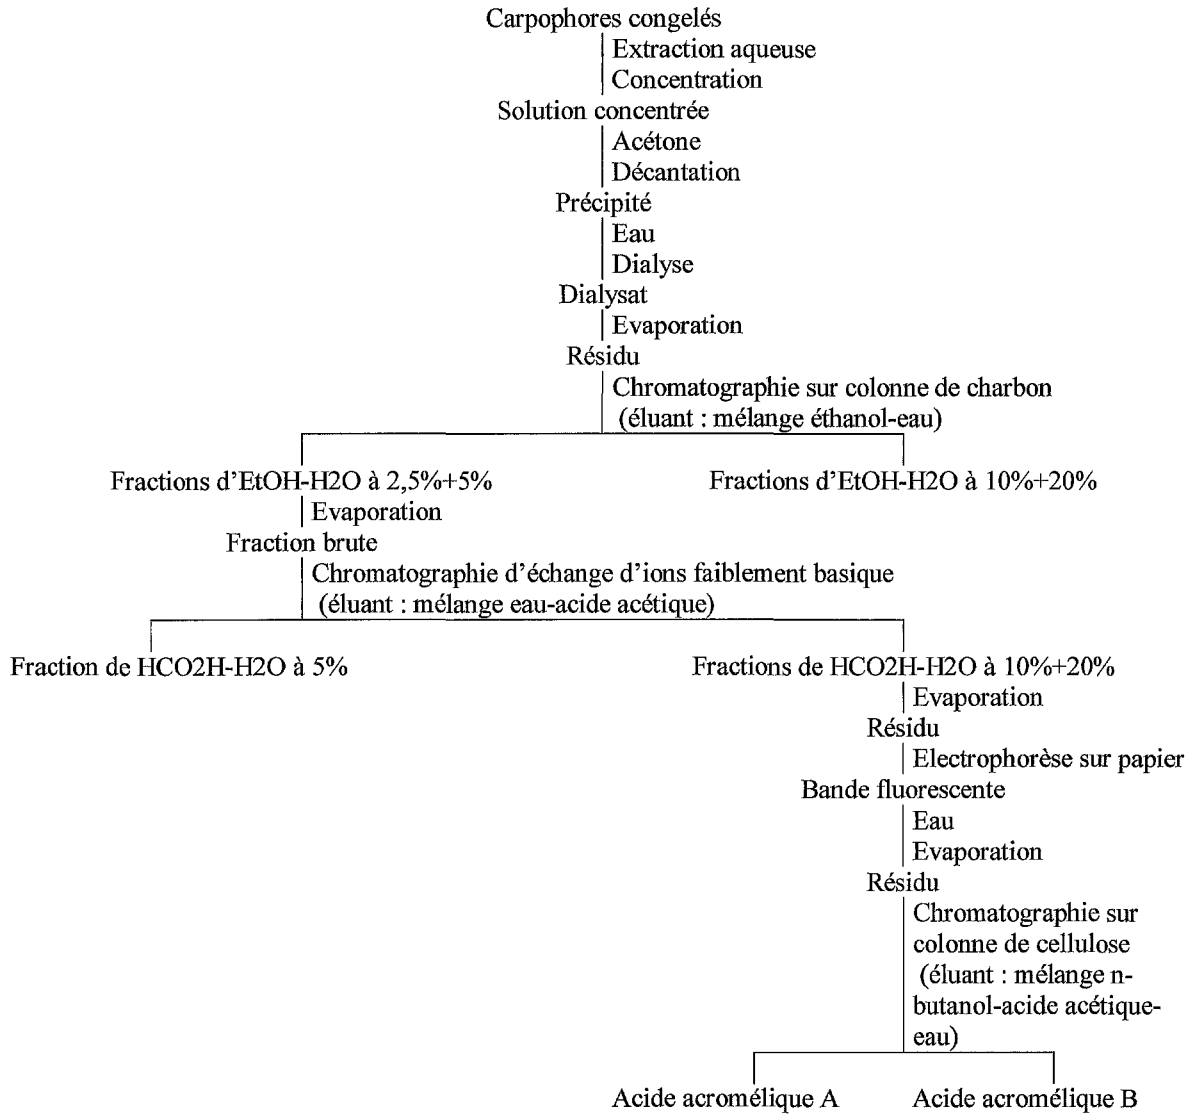 Carpophores congelés
Extraction aqueuse
Concentration
Solution concentrée
Acétone
Décantation
Précipité
Eau
Dialyse
Dialysat
Evaporation
Résidu
Chromatographie sur colonne de charbon
(éluant : mélange éthanol-eau)
Fractions d'EtOH-H2O à 2,5%+5%
Fractions d'EtOH-H2O à 10%+20%
Evaporation
Fraction brute
Chromatographie d'échange d'ions faiblement basique
(éluant : mélange eau-acide acétique)
Fraction de HCO2H-H2O à 5%
Fractions de HCO2H-H2O à 10%+20%
Evaporation
Résidu
Electrophorèse sur papier
Bande fluorescente
Eau
Evaporation
Résidu
Chromatographie sur
colonne de cellulose
(éluant : mélange n-
butanol-acide acétique-
eau)
Acide acromélique A
Acide acromélique B